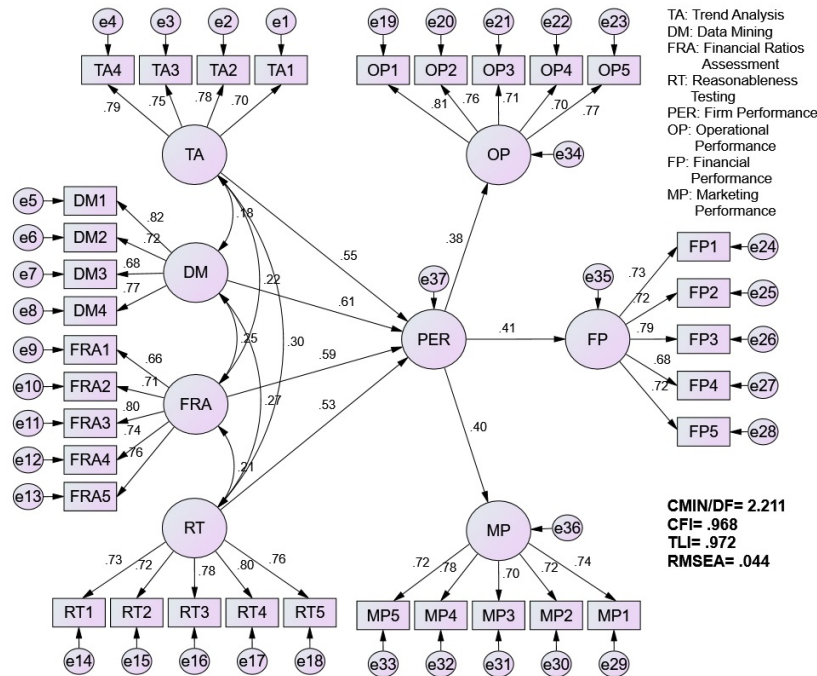 e4 e3 e2 e1
TA4 TA3 TA2 TA1
.79 .75 .78 .70
TA
e19 e20 e21 e22 e23
OP1 OP2 OP3 OP4 OP5
.81 .76 .71 .70 .77
OP e34
TA: Trend Analysis
DM: Data Mining
FRA: Financial Ratios
Assessment
RT: Reasonableness
Testing
PER: Firm Performance
OP: Operational
Performance
FP: Financial
Performance
MP: Marketing
Performance
e5 DM1 .82
e6 DM2 .72
e7 DM3 .68
e8 DM4 .77
DM
e9 FRA1 .66
e10 FRA2 .71
e11 FRA3 .80
e12 FRA4 .74
e13 FRA5 .76
FRA
.18
.22
.25
.30
.27
.21
.55
.61
.59
.53
e37
PER
.38
.41
.40
e35
FP
.73 FP1 e24
.72 FP2 e25
.79 FP3 e26
.68 FP4 e27
.72 FP5 e28
RT
.73 .72 .78 .80 .76
RT1 RT2 RT3 RT4 RT5
e14 e15 e16 e17 e18
MP e36
.72 .78 .70 .72 .74
MP5 MP4 MP3 MP2 MP1
e33 e32 e31 e30 e29
CMIN/DF= 2.211
CFI= .968
TLI= .972
RMSEA= .044